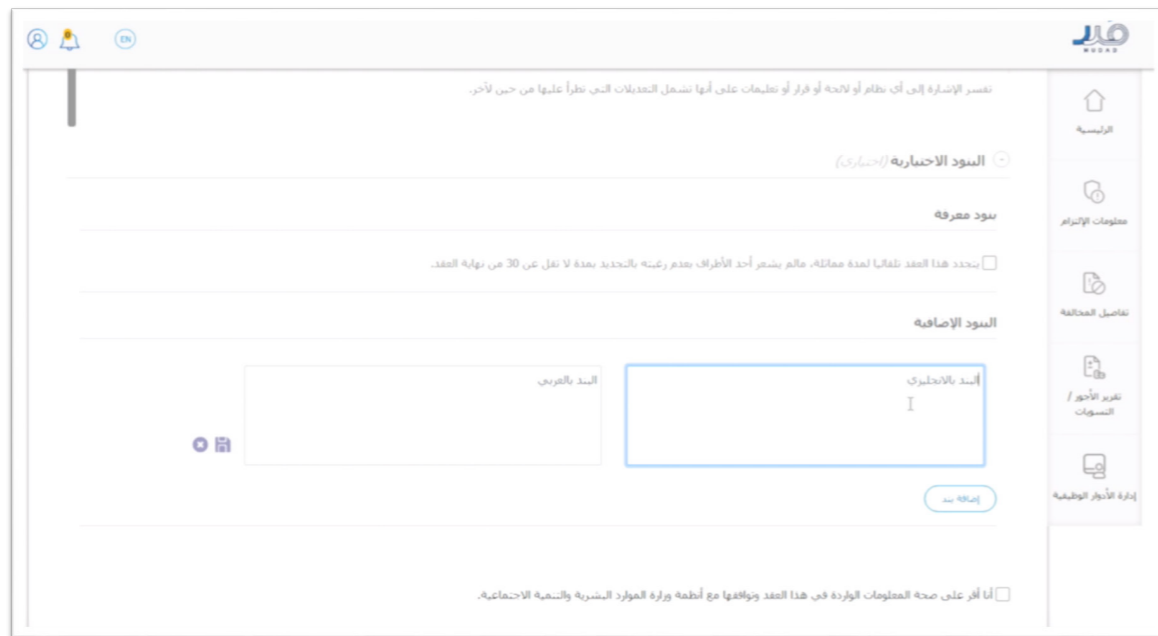 EN
مدد
MUDAD
تفسر الإشارة إلى أي نظام أو لائحة أو قرار أو تعليمات على أنها تشمل التعديلات التي تطرأ عليها من حين لآخر.
الرئيسية
البنود الاختيارية (اختياري)
معلومات الإلتزام
بنود معرفة
يتجدد هذا العقد تلقائيا لمدة مماثلة، مالم يشعر أحد الأطراف بعدم رغبته بالتجديد بمدة لا تقل عن 30 من نهاية العقد.
تفاصيل المخالفة
البنود الإضافية
البند بالانجليزي
البند بالعربي
تقرير الأجور /
التسويات
إدارة الأدوار الوظيفية
إضافة بند
أنا أقر على صحة المعلومات الواردة في هذا العقد وتوافقها مع أنظمة وزارة الموارد البشرية والتنمية الاجتماعية.